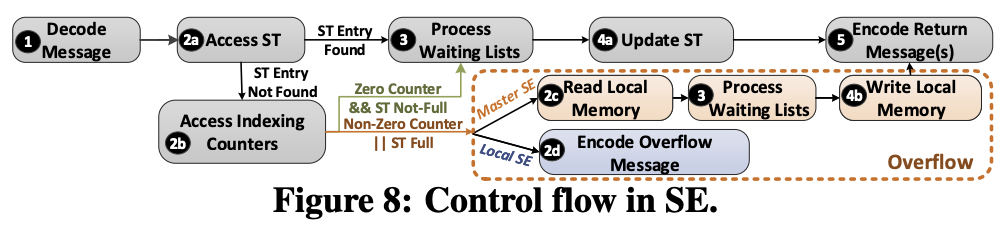 1 Decode
Message
2a Access ST
ST Entry
Found
3 Process
Waiting Lists
4a Update ST
5 Encode Return
Message(s)
ST Entry
Not Found
2b Access Indexing
Counters
Zero Counter
&& ST Not-Full
Non-Zero Counter
|| ST Full
Master SE
2c Read Local
Memory
3 Process
Waiting Lists
4b Write Local
Memory
Local SE
2d Encode Overflow
Message
Overflow
Figure 8: Control flow in SE.